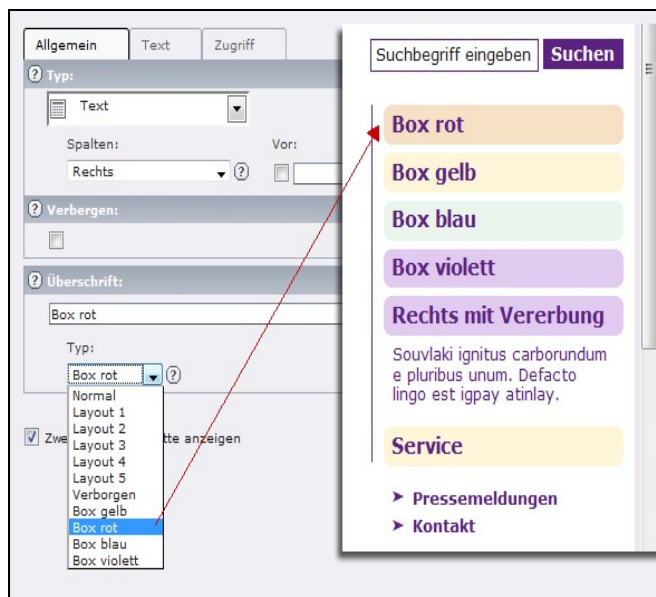 Allgemein
Text
Zugriff
Typ:
Text
Spalten:
Vor:
Rechts
Verbergen:
Überschrift:
Box rot
Typ:
Box rot
Normal
Layout 1
Layout 2
Layout 3
Layout 4
Layout 5
Verborgen
Box gelb
Box rot
Box blau
Box violett
anzeigen
Suchbegriff eingeben
Suchen
Box rot
Box gelb
Box blau
Box violett
Rechts mit Vererbung
Souvlaki ignitus carborundum
e pluribus unum. Defacto
lingo est igpay atinlay.
Service
Pressemeldungen
Kontakt